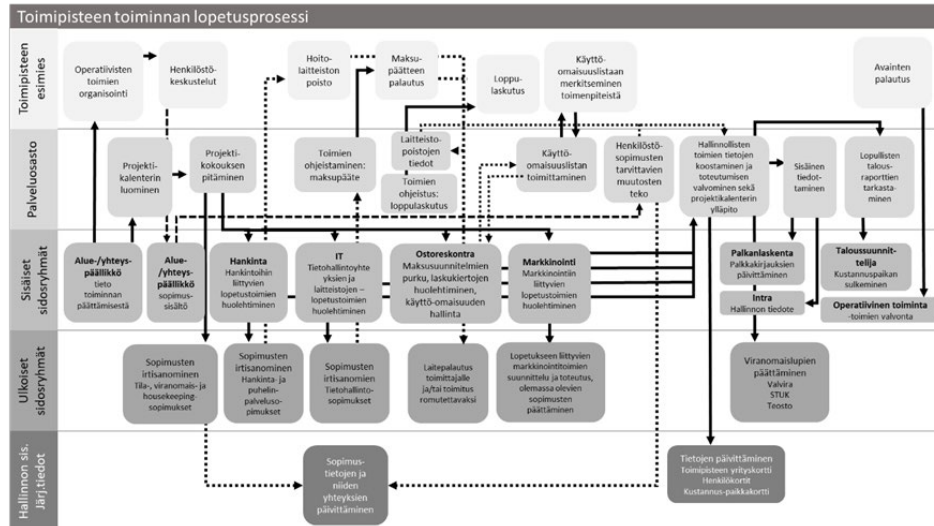 Toimipisteen toiminnan lopetusprosessi
Toimipisteen
esimies
Operatiivisten
toimien
organisointi
Henkilöstö-
keskustelut
Hoito-
laitteiston
poisto
Maksu-
päätteen
palautus
Loppu-
laskutus
Käyttö-
omaisuuslistaan
merkitseminen
toimenpiteistä
Avainten
palautus
Palveluosasto
Projekti-
kalenterin
luominen
Projekti-
kokouksen
pitäminen
Toimien
ohjeistaminen:
maksupääte
Laitteisto-
poistojen
tiedot
Toimien
ohjeistus:
loppulaskutus
Käyttö-
omaisuuslistan
toimittaminen
Henkilöstö-
sopimusten
tarvittavien
muutosten
teko
Hallinnollisten
toimien tietojen
koostaminen ja
toteutumisen
valvominen sekä
projektikalenterin
ylläpito
Sisäinen
tiedot-
taminen
Lopullisten
talous-
raporttien
tarkasta-
minen
Sisäiset
sidosryhmät
Alue-/yhteys-
päällikkö
tieto
toiminnan
päättämisestä
Alue-
/yhteys-
päällikkö
sopimus-
sisältö
Hankinta
Hankintoihin
liittyvien
lopetustoimien
huolehtiminen
IT
Tietohallintoyhte
yksien ja
laitteistojen –
lopetustoimien
huolehtiminen
Ostoreskontra
Maksusuunnitelmien
purku, laskukiertojen
huolehtiminen,
käyttö-omaisuuden
hallinta
Markkinointi
Markkinointiin
liittyvien
lopetustoimien
huolehtiminen
Palkanlaskenta
Palkkakirjauksien
päivittäminen
Intra
Hallinnon tiedote
Taloussuunnit-
telija
Kustannuspaikan
sulkeminen
Operatiivinen toiminta
-toimien valvonta
Ulkoiset
sidosryhmät
Sopimusten
irtisanominen
Tila-, viranomais- ja
housekeeping-
sopimukset
Sopimusten
irtisanominen
Hankinta- ja
puhelin-
palveluso-
pimukset
Sopimusten
irtisanomien
Tietohallinto-
sopimukset
Laitepalautus
toimittajalle
ja/tai toimitus
romutettavaksi
Lopetukseen liittyvien
markkinointitoimien
suunnittelu ja toteutus,
olemassa olevien
sopimusten
päättäminen
Viranomaislupien
päättäminen
Valvira
STUK
Teosto
Hallinnon sis.
Järj.tiedot
Sopimus-
tietojen ja
niiden
yhteyksien
päivittäminen
Tietojen päivittäminen
Toimipisteen yrityskortti
Henkilökortit
Kustannus-paikkakortti